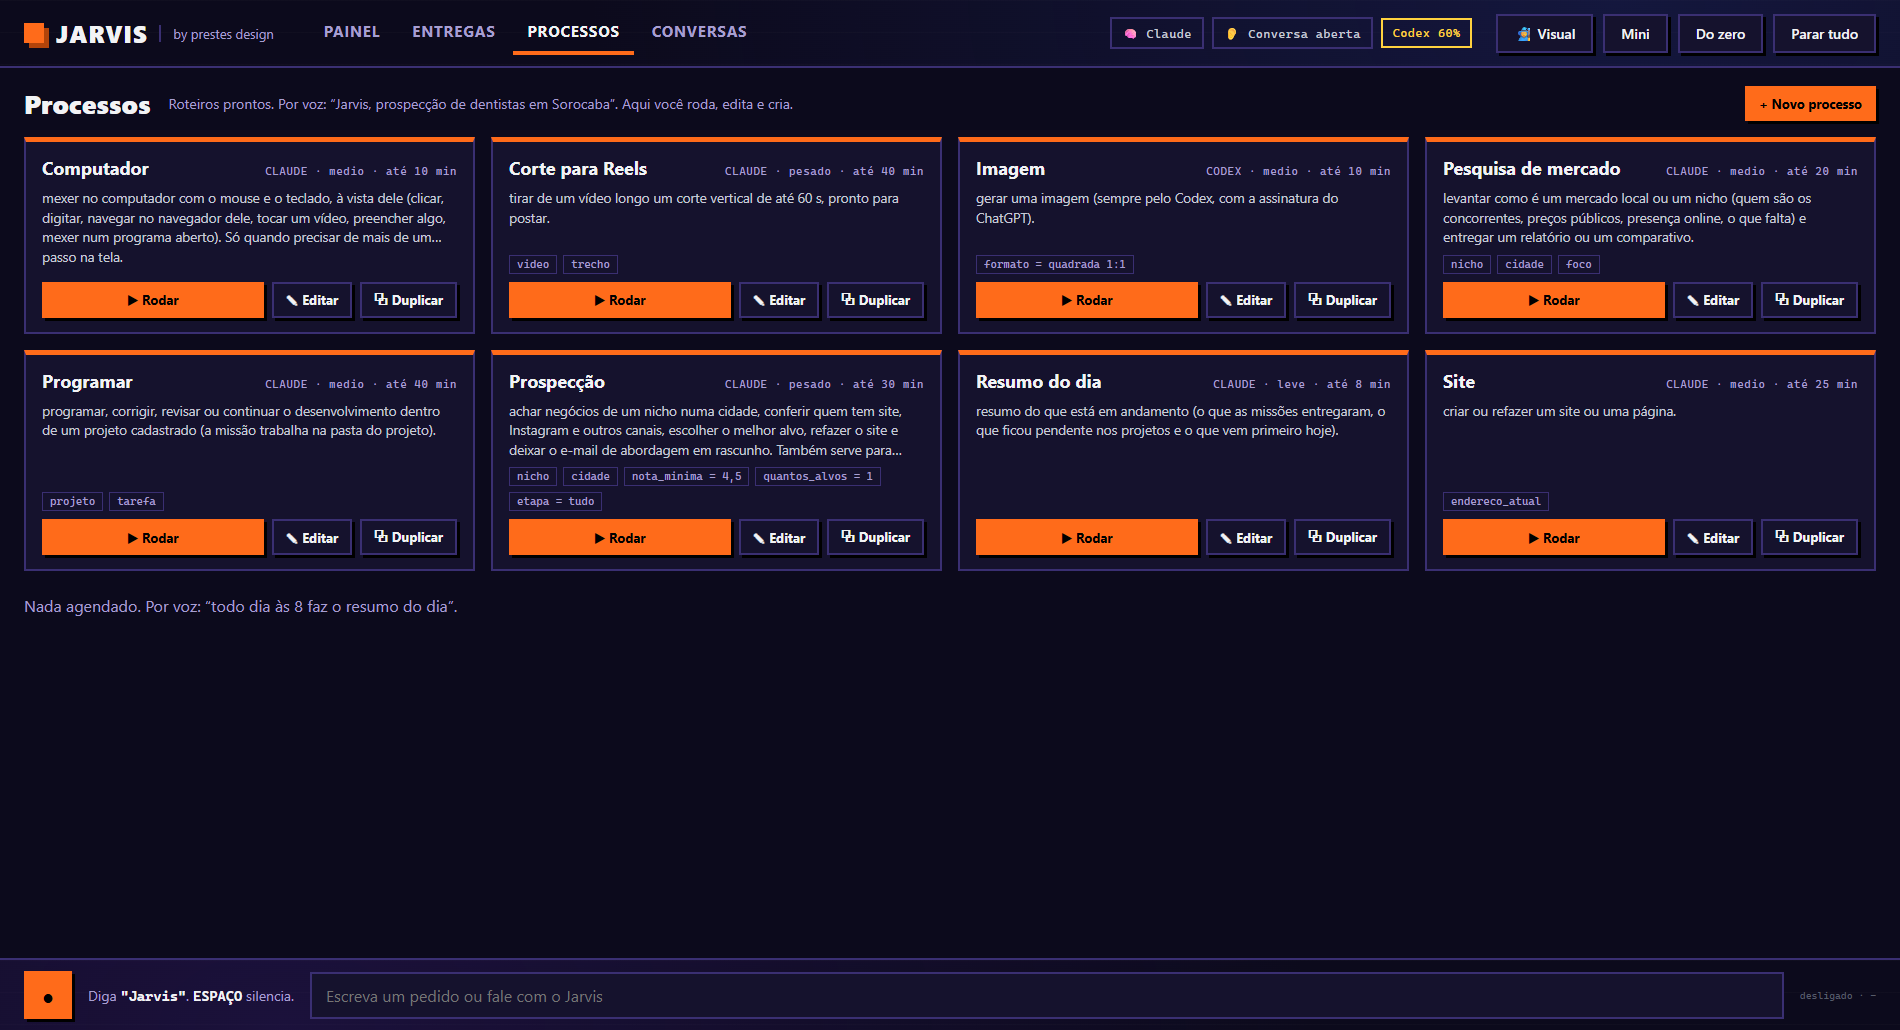 JARVIS
by prestes design
PAINEL
ENTREGAS
PROCESSOS
CONVERSAS
Claude
Conversa aberta
Codex 60%
Visual
Mini
Do zero
Parar tudo
Processos
Roteiros prontos. Por voz: “Jarvis, prospecção de dentistas em Sorocaba”. Aqui você roda, edita e cria.
+ Novo processo
Computador
CLAUDE · medio · até 10 min
mexer no computador com o mouse e o teclado, à vista dele (clicar,
digitar, navegar no navegador dele, tocar um vídeo, preencher algo,
mexer num programa aberto). Só quando precisar de mais de um...
passo na tela.
▶ Rodar
Editar
Duplicar
Corte para Reels
CLAUDE · pesado · até 40 min
tirar de um vídeo longo um corte vertical de até 60 s, pronto para
postar.
video
trecho
▶ Rodar
Editar
Duplicar
Imagem
CODEX · medio · até 10 min
gerar uma imagem (sempre pelo Codex, com a assinatura do
ChatGPT).
formato = quadrada 1:1
▶ Rodar
Editar
Duplicar
Pesquisa de mercado
CLAUDE · medio · até 20 min
levantar como é um mercado local ou um nicho (quem são os
concorrentes, preços públicos, presença online, o que falta) e
entregar um relatório ou um comparativo.
nicho
cidade
foco
▶ Rodar
Editar
Duplicar
Programar
CLAUDE · medio · até 40 min
programar, corrigir, revisar ou continuar o desenvolvimento dentro
de um projeto cadastrado (a missão trabalha na pasta do projeto).
projeto
tarefa
▶ Rodar
Editar
Duplicar
Prospecção
CLAUDE · pesado · até 30 min
achar negócios de um nicho numa cidade, conferir quem tem site,
Instagram e outros canais, escolher o melhor alvo, refazer o site e
deixar o e-mail de abordagem em rascunho. Também serve para...
nicho
cidade
nota_minima = 4,5
quantos_alvos = 1
etapa = tudo
▶ Rodar
Editar
Duplicar
Resumo do dia
CLAUDE · leve · até 8 min
resumo do que está em andamento (o que as missões entregaram, o
que ficou pendente nos projetos e o que vem primeiro hoje).
▶ Rodar
Editar
Duplicar
Site
CLAUDE · medio · até 25 min
criar ou refazer um site ou uma página.
endereco_atual
▶ Rodar
Editar
Duplicar
Nada agendado. Por voz: “todo dia às 8 faz o resumo do dia”.
Diga "Jarvis". ESPAÇO silencia.
Escreva um pedido ou fale com o Jarvis
desligado · –